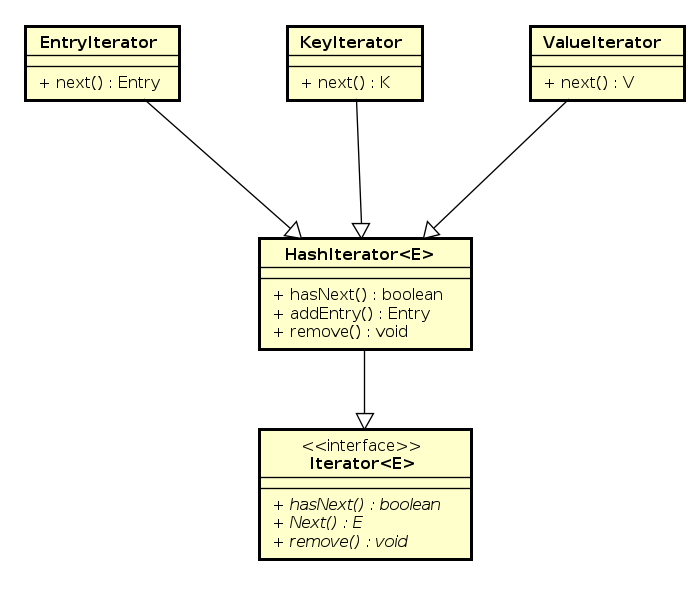 EntryIterator
+ next() : Entry
KeyIterator
+ next() : K
ValueIterator
+ next() : V
HashIterator<E>
+ hasNext() : boolean
+ addEntry() : Entry
+ remove() : void
<<interface>>
Iterator<E>
+ hasNext() : boolean
+ Next() : E
+ remove() : void